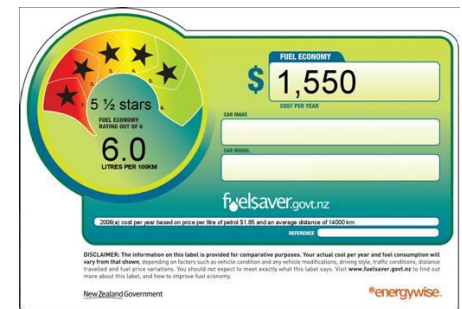 FUEL ECONOMY
$ 1,550
COST PER YEAR
5 ½ stars
FUEL ECONOMY
RATING OUT OF 6
6.0
LITRES PER 100KM
CAR MAKE
CAR MODEL
fuelsaver.govt.nz
2008(a) cost per year based on price per litre of petrol $1.85 and an average distance of 14000 km
REFERENCE
DISCLAIMER: The information on this label is provided for comparative purposes. Your actual cost per year and fuel consumption will
vary from that shown, depending on factors such as vehicle condition and any vehicle modifications, driving style, traffic conditions, distance
travelled and fuel price variations. You should not expect to meet exactly what this label says. Visit www.fuelsaver.govt.nz to find out
more about this label, and how to improve fuel economy.
New Zealand Government
energywise.